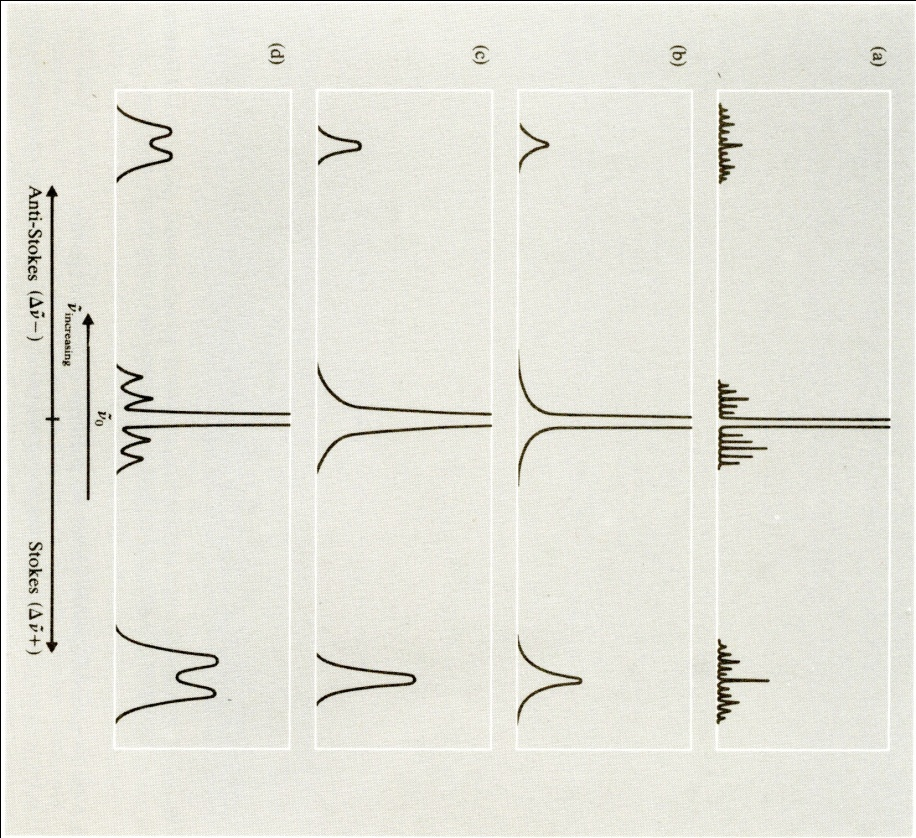 (a)
(b)
(c)
(d)
ν̃₀
ν̃ increasing
Anti-Stokes (Δν̃−)
Stokes (Δν̃+)